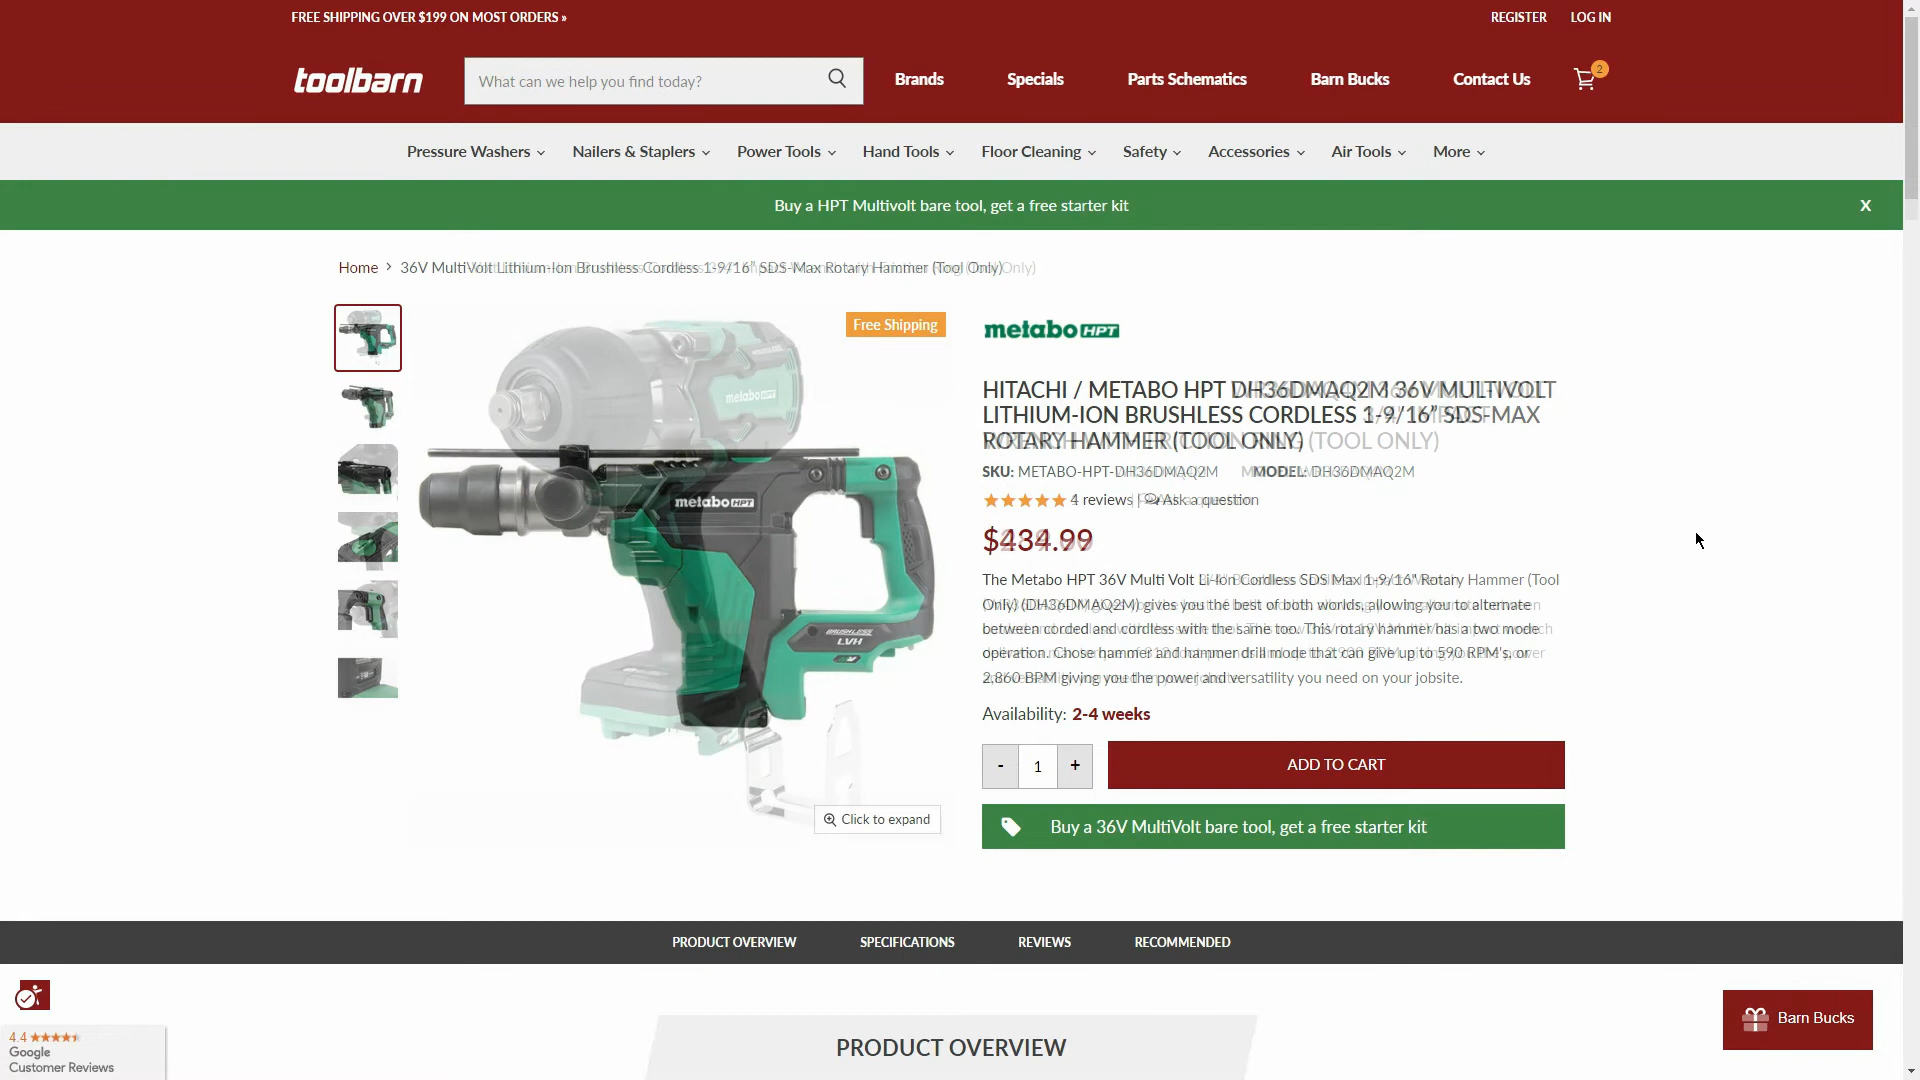 FREE SHIPPING OVER $199 ON MOST ORDERS »
REGISTER
LOG IN
toolbarn
What can we help you find today?
Brands
Specials
Parts Schematics
Barn Bucks
Contact Us
2
Pressure Washers
Nailers & Staplers
Power Tools
Hand Tools
Floor Cleaning
Safety
Accessories
Air Tools
More
Buy a HPT Multivolt bare tool, get a free starter kit
X
Home > 36V MultiVolt Lithium-Ion Brushless Cordless 1-9/16" SDS-Max Rotary Hammer (Tool Only)
Free Shipping
metabo HPT
metabo HPT
metabo HPT
BRUSHLESS
LVH
HITACHI / METABO HPT DH36DMAQ2M 36V MULTIVOLT
LITHIUM-ION BRUSHLESS CORDLESS 1-9/16" SDS-MAX
ROTARY HAMMER (TOOL ONLY)
SKU: METABO-HPT-DH36DMAQ2M MODEL: DH36DMAQ2M
4 reviews | Ask a question
$434.99
The Metabo HPT 36V Multi Volt Li-Ion Cordless SDS Max 1-9/16" Rotary Hammer (Tool
Only) (DH36DMAQ2M) gives you the best of both worlds, allowing you to alternate
between corded and cordless with the same tool. This rotary hammer has a two mode
operation. Chose hammer and hammer drill mode that can give up to 590 RPM's, or
2,860 BPM giving you the power and versatility you need on your jobsite.
Availability: 2-4 weeks
- 1 +
ADD TO CART
Click to expand
Buy a 36V MultiVolt bare tool, get a free starter kit
PRODUCT OVERVIEW
SPECIFICATIONS
REVIEWS
RECOMMENDED
4.4
Google
Customer Reviews
Barn Bucks
PRODUCT OVERVIEW